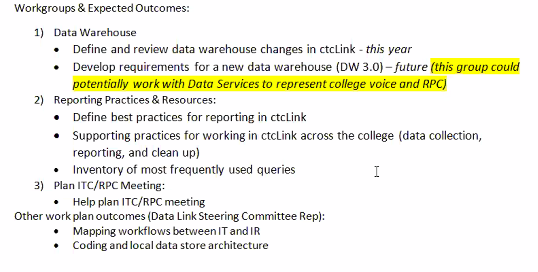 Workgroups & Expected Outcomes:
1) Data Warehouse
• Define and review data warehouse changes in ctcLink - this year
• Develop requirements for a new data warehouse (DW 3.0) – future (this group could
potentially work with Data Services to represent college voice and RPC)
2) Reporting Practices & Resources:
• Define best practices for reporting in ctcLink
• Supporting practices for working in ctcLink across the college (data collection,
reporting, and clean up)
• Inventory of most frequently used queries
3) Plan ITC/RPC Meeting:
• Help plan ITC/RPC meeting
Other work plan outcomes (Data Link Steering Committee Rep):
• Mapping workflows between IT and IR
• Coding and local data store architecture